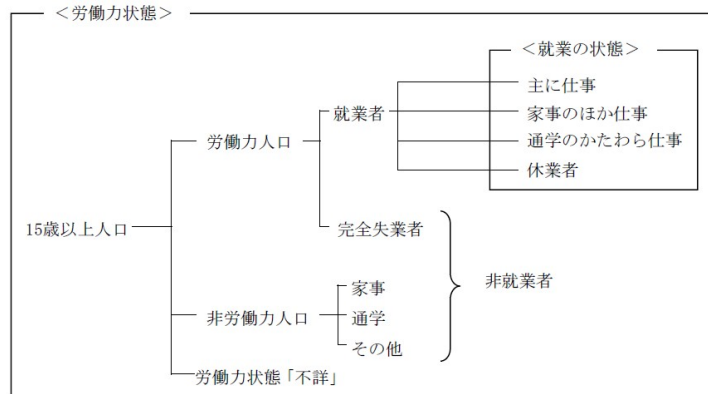 ＜労働力状態＞
＜就業の状態＞
主に仕事
就業者
家事のほか仕事
労働力人口
通学のかたわら仕事
休業者
15歳以上人口
完全失業者
非就業者
家事
非労働力人口
通学
その他
労働力状態「不詳」